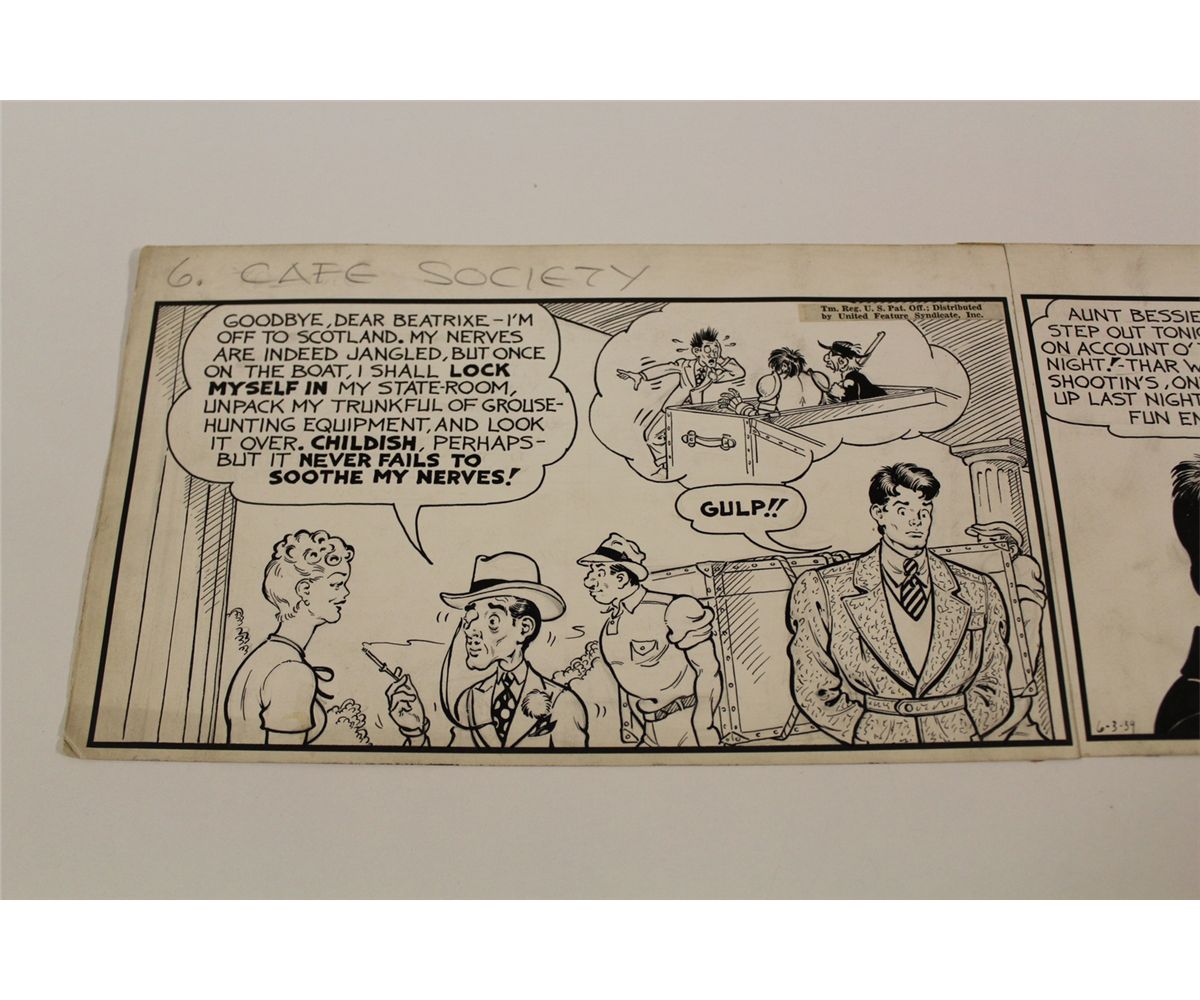 6. CAFE SOCIETY
GOODBYE, DEAR BEATRIXE - I'M
OFF TO SCOTLAND. MY NERVES
ARE INDEED JANGLED, BUT ONCE
ON THE BOAT, I SHALL LOCK
MYSELF IN MY STATE-ROOM,
UNPACK MY TRUNKFUL OF GROUSE-
HUNTING EQUIPMENT, AND LOOK
IT OVER. CHILDISH, PERHAPS -
BUT IT NEVER FAILS TO
SOOTHE MY NERVES!
Tm. Reg. U. S. Pat. Off.; Distributed
by United Feature Syndicate, Inc.
GULP!!
AUNT BESSIE
STEP OUT
ON ACCOUNT O'
NIGHT! - THAR
SHOOTIN'S, ON
UP LAST NIGHT
FUN
6-3-39